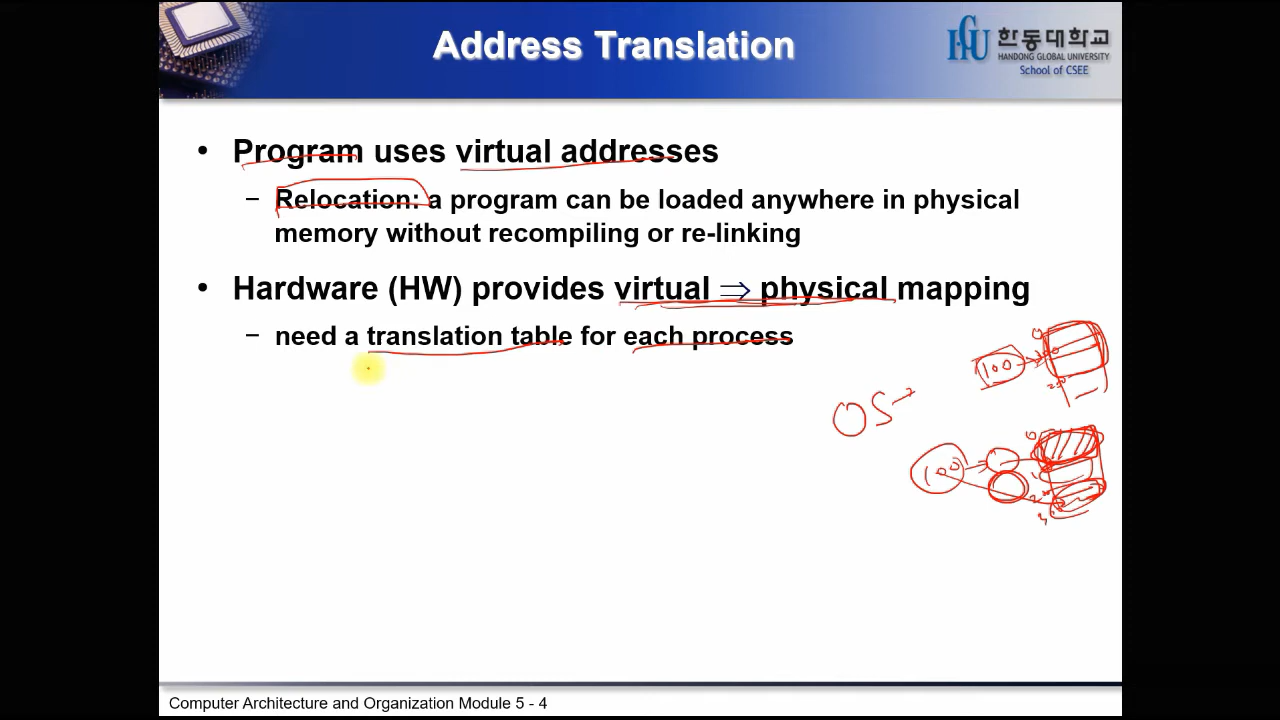 Address Translation
한동대학교
HANDONG GLOBAL UNIVERSITY
School of CSEE
• Program uses virtual addresses
– Relocation: a program can be loaded anywhere in physical
memory without recompiling or re-linking
• Hardware (HW) provides virtual ⇒ physical mapping
– need a translation table for each process
0
100
OS
0
100
Computer Architecture and Organization Module 5 - 4